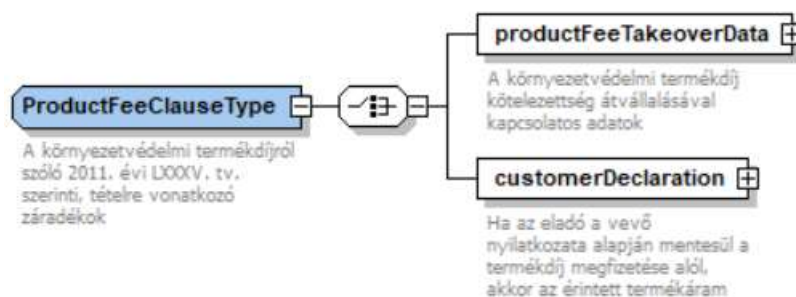 productFeeTakeoverData
A környezetvédelmi termékdíj
kötelezettség átvállalásával
kapcsolatos adatok
ProductFeeClauseType
A környezetvédelmi termékdíjról
szóló 2011. évi LXXXV. tv.
szerinti, tételre vonatkozó
záradékok
customerDeclaration
Ha az eladó a vevő
nyilatkozata alapján mentesül a
termékdíj megfizetése alól,
akkor az érintett termékáram